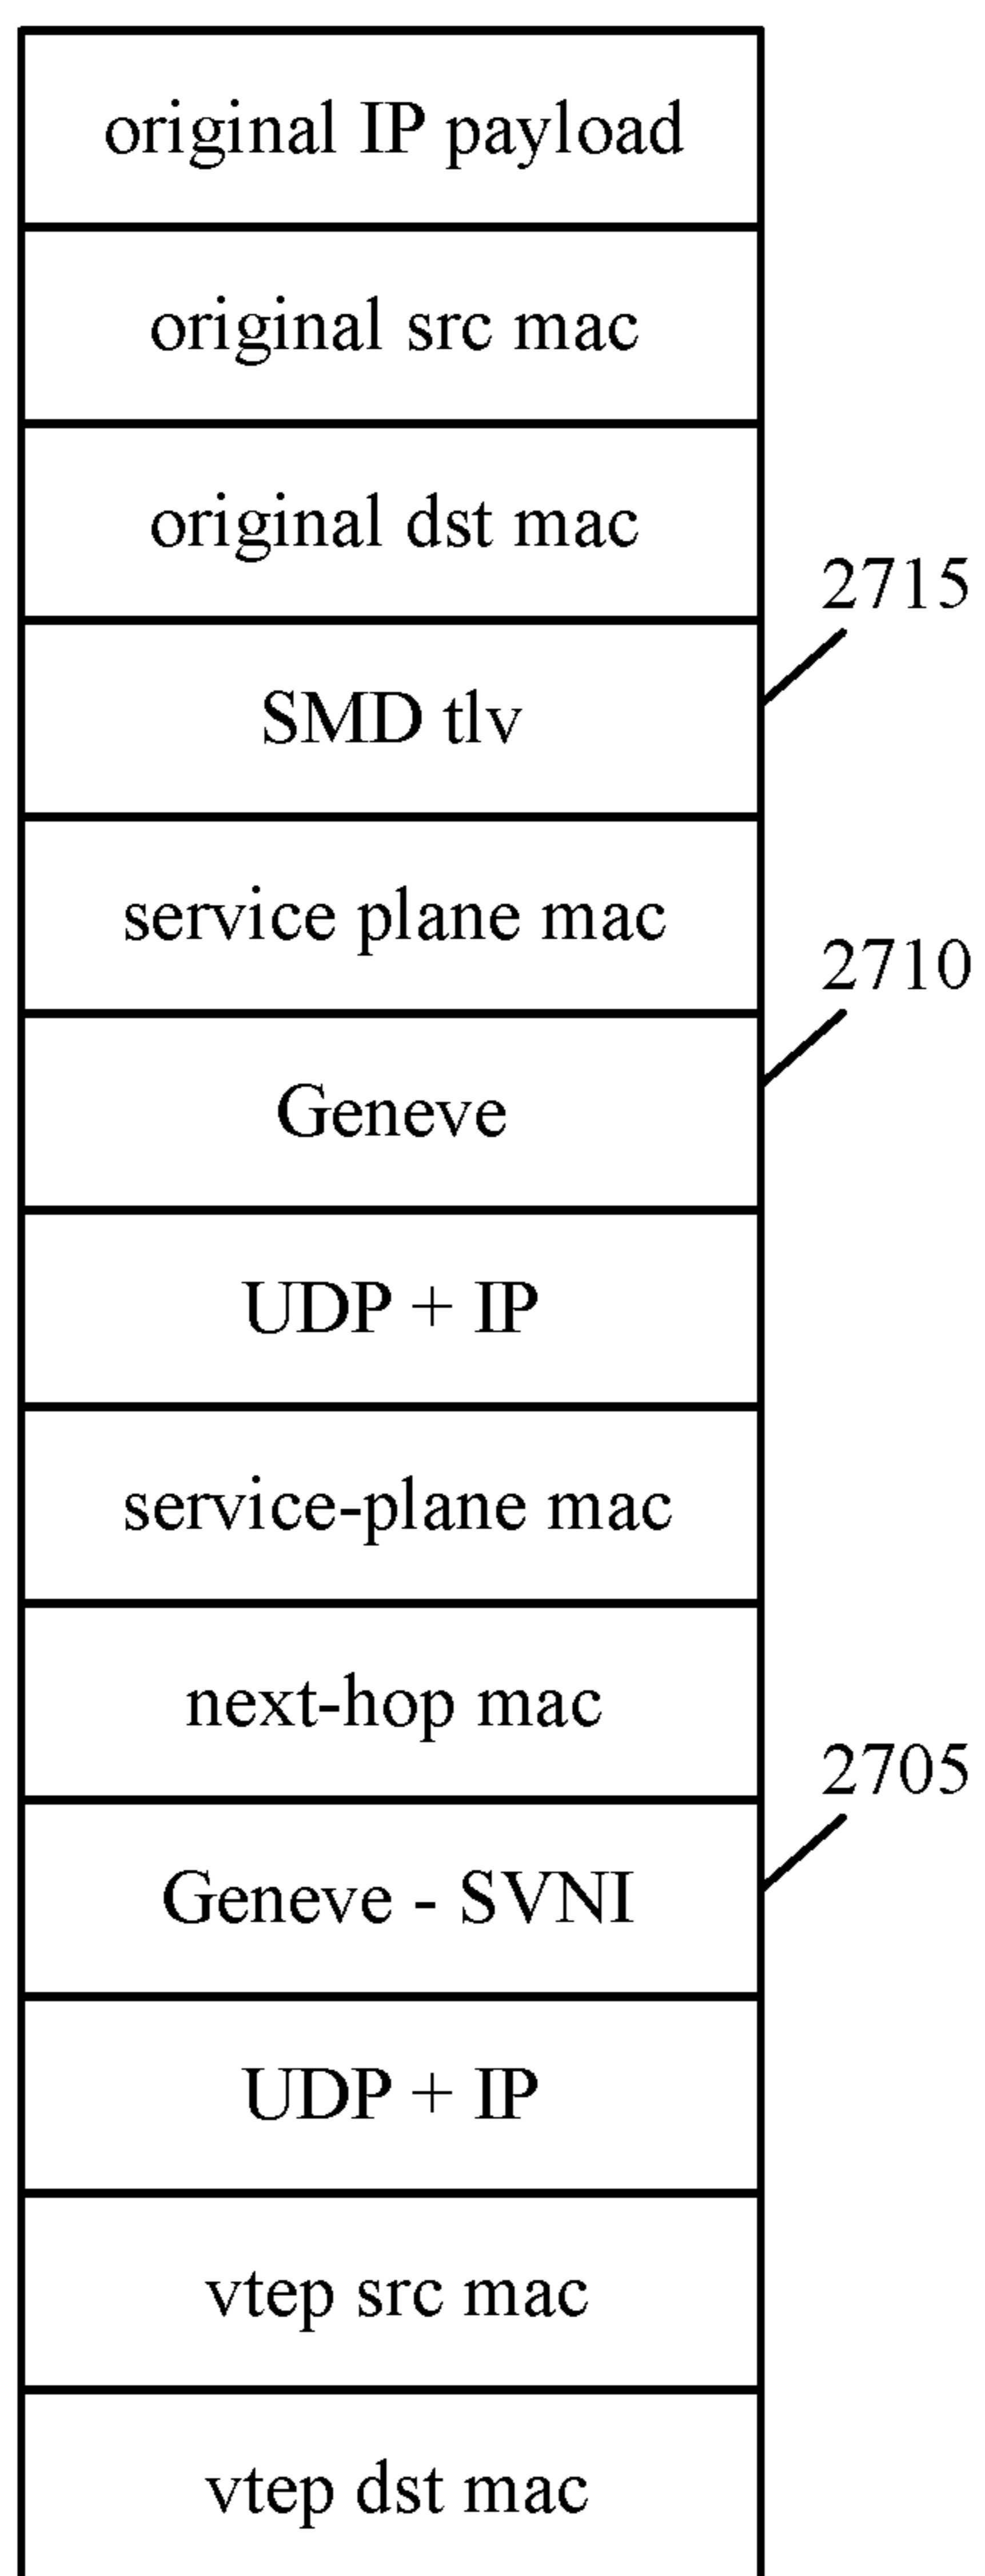 original IP payload
original src mac
original dst mac
2715
SMD tlv
service plane mac
2710
Geneve
UDP + IP
service-plane mac
next-hop mac
2705
Geneve - SVNI
UDP + IP
vtep src mac
vtep dst mac